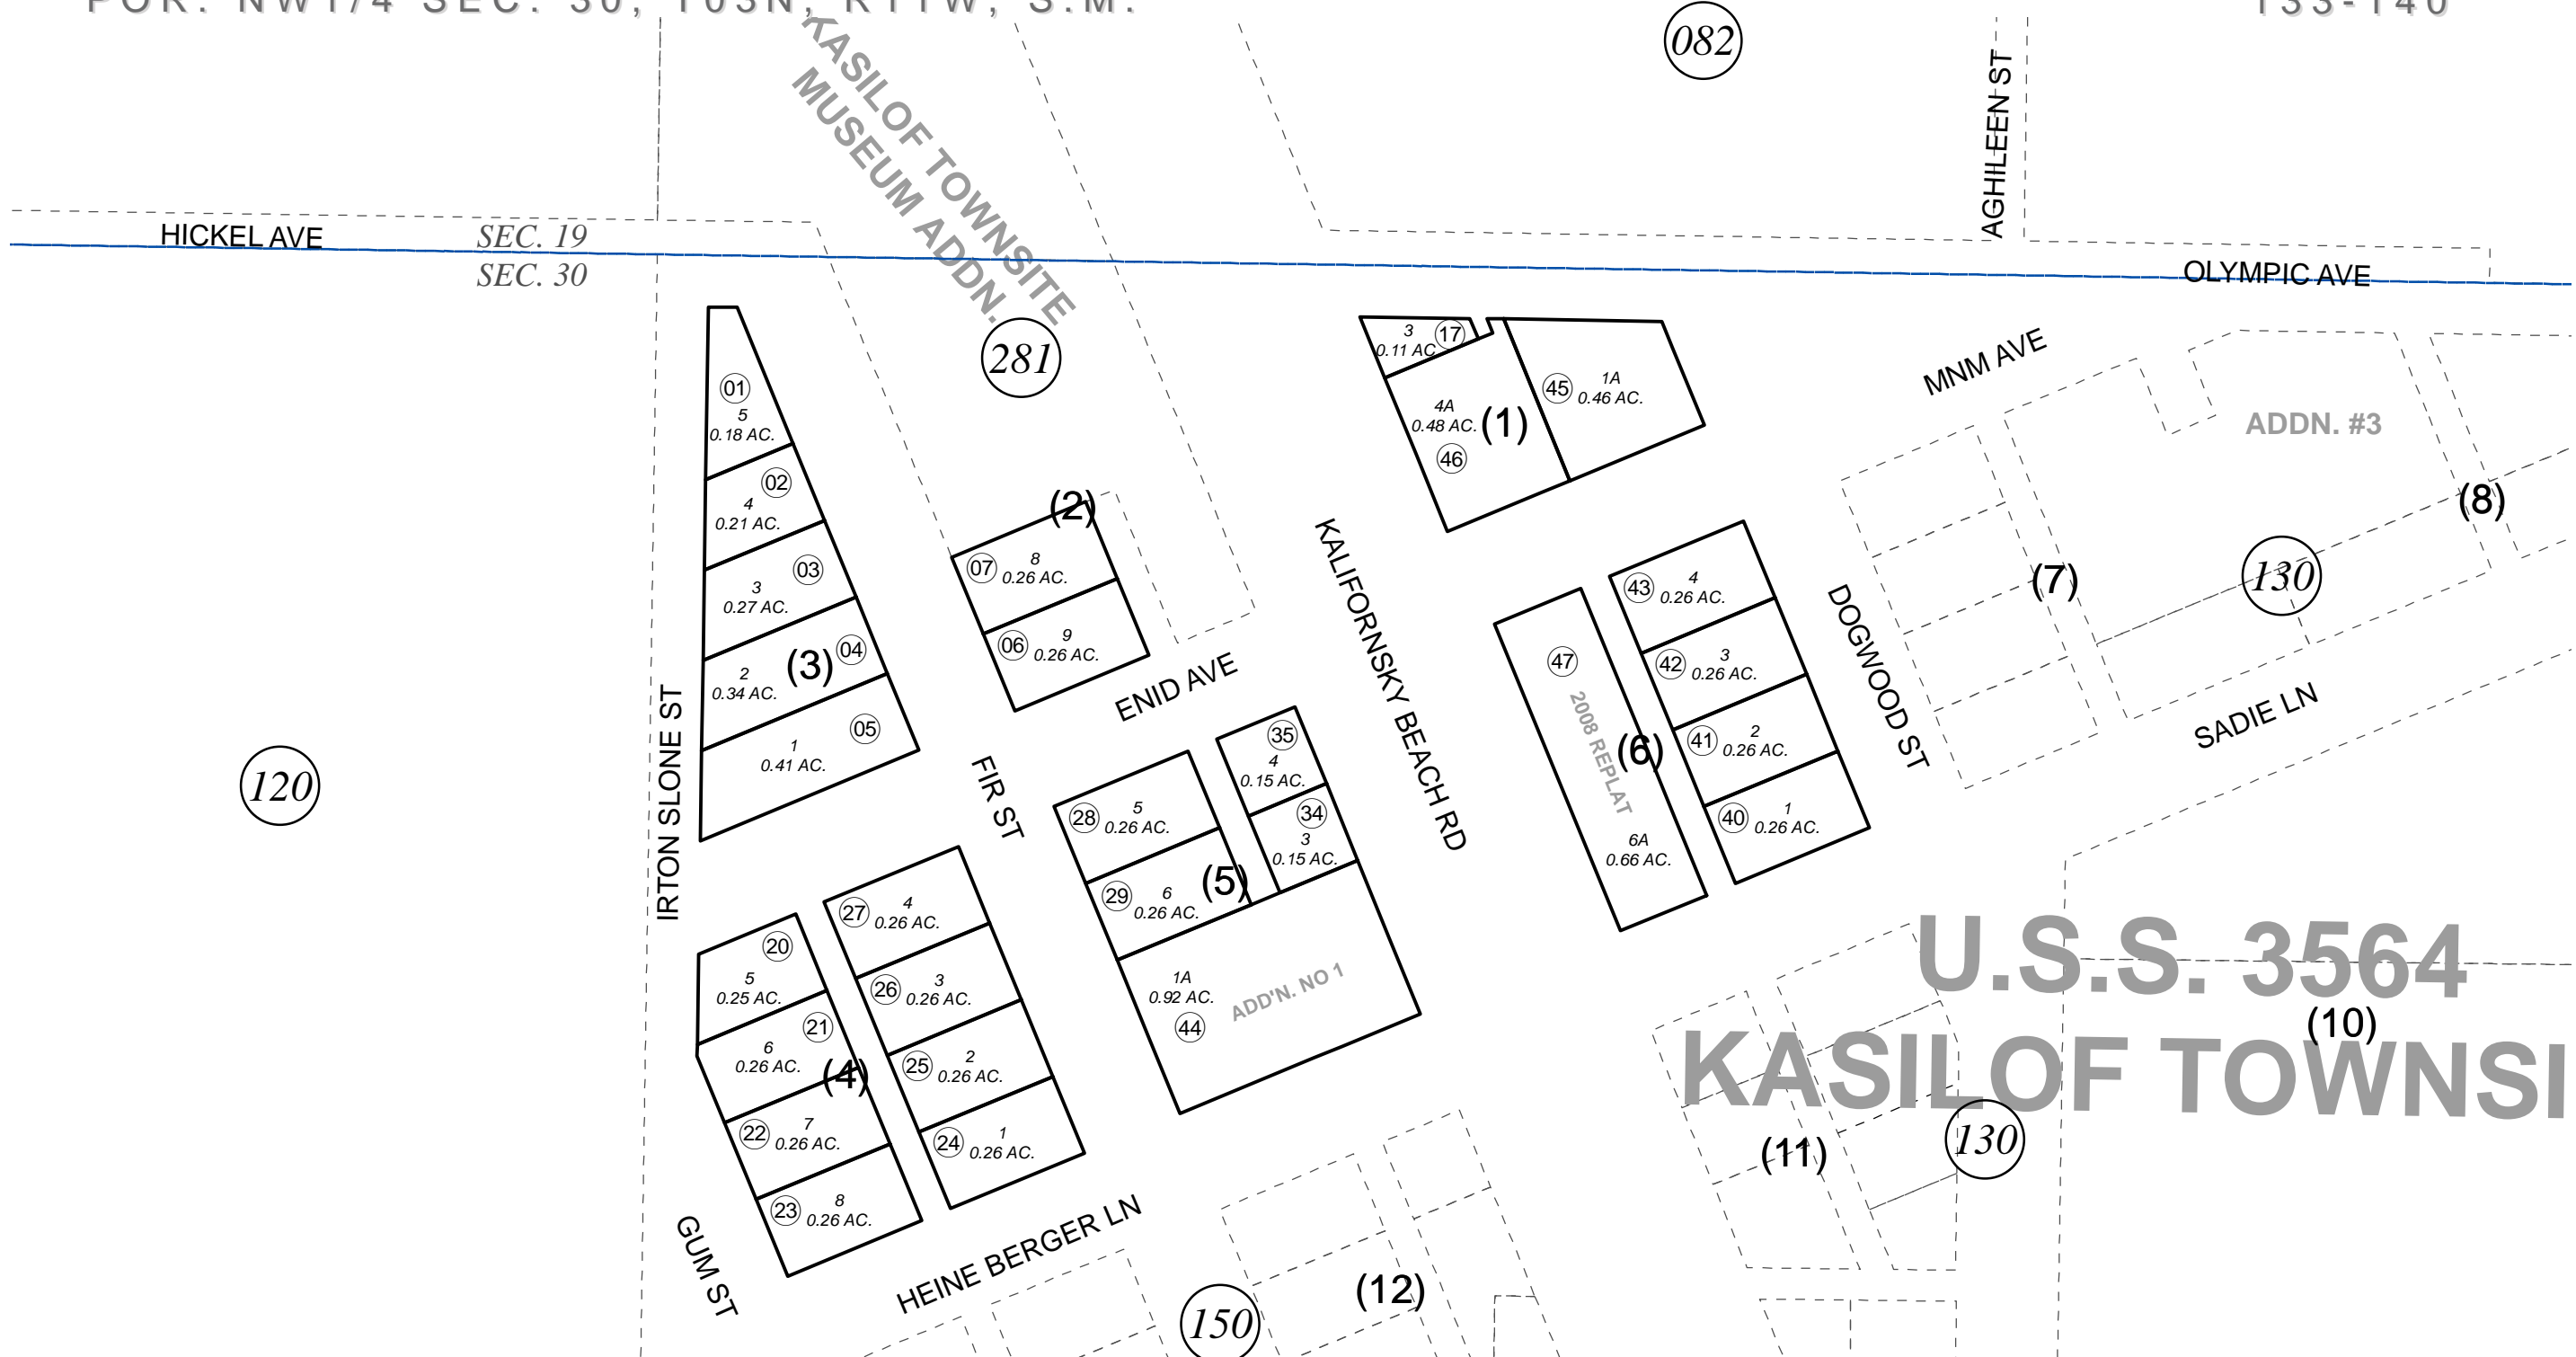 POR. NW1/4 SEC. 30, T03N, R11W, S.M.
133-140
082
KASILOF TOWNSITE
MUSEUM ADDN.
AGHILEEN ST
HICKEL AVE
SEC. 19
SEC. 30
OLYMPIC AVE
281
01
5
0.18 AC.
02
4
0.21 AC.
03
3
0.27 AC.
04
2
0.34 AC.
(3)
05
1
0.41 AC.
(2)
07
8
0.26 AC.
06
9
0.26 AC.
3
17
0.11 AC.
4A
0.48 AC.
46
(1)
45
1A
0.46 AC.
MNM AVE
ADDN. #3
(8)
(7)
130
SADIE LN
DOGWOOD ST
KALIFORNSKY BEACH RD
ENID AVE
FIR ST
IRTON SLONE ST
120
43
4
0.26 AC.
42
3
0.26 AC.
41
2
0.26 AC.
40
1
0.26 AC.
47
2008 REPLAT
(6)
6A
0.66 AC.
35
4
0.15 AC.
34
3
0.15 AC.
28
5
0.26 AC.
29
6
0.26 AC.
(5)
1A
0.92 AC.
44
ADD'N. NO 1
27
4
0.26 AC.
26
3
0.26 AC.
25
2
0.26 AC.
24
1
0.26 AC.
20
5
0.25 AC.
21
6
0.26 AC.
(4)
22
7
0.26 AC.
23
8
0.26 AC.
GUM ST
HEINE BERGER LN
150
(12)
(11)
130
U.S.S. 3564
(10)
KASILOF TOWNSI